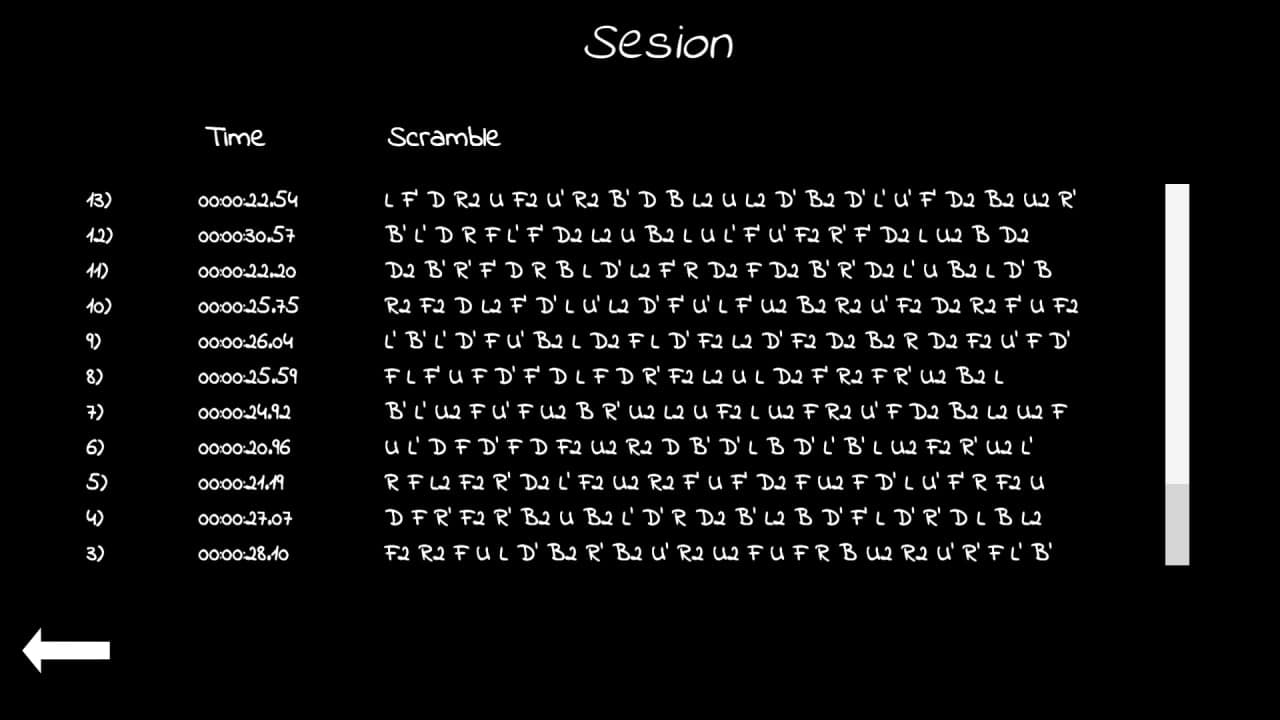 Sesion
Time Scramble
13) 00:00:22.54 L F' D R2 U F2 U' R2 B' D B L2 U L2 D' B2 D' L' U' F' D2 B2 U2 R'
12) 00:00:30.57 B' L' D R F L' F' D2 L2 U B2 L U L' F' U' F2 R' F' D2 L U2 B D2
11) 00:00:22.20 D2 B' R' F' D R B L D' L2 F' R D2 F D2 B' R' D2 L' U B2 L D' B
10) 00:00:25.75 R2 F2 D L2 F' D' L U' L2 D' F' U' L F' U2 B2 R2 U' F2 D2 R2 F' U F2
9) 00:00:26.04 L' B' L' D' F U' B2 L D2 F L D' F2 L2 D' F2 D2 B2 R D2 F2 U' F D'
8) 00:00:25.59 F L F' U F D' F' D L F D R' F2 L2 U L D2 F' R2 F R' U2 B2 L
7) 00:00:24.92 B' L' U2 F U' F U2 B R' U2 L2 U F2 L U2 F R2 U' F D2 B2 L2 U2 F
6) 00:00:20.96 U L' D F D' F D F2 U2 R2 D B' D' L B D' L' B' L U2 F2 R' U2 L'
5) 00:00:21.19 R F L2 F2 R' D2 L' F2 U2 R2 F' U F' D2 F U2 F D' L U' F' R F2 U
4) 00:00:27.07 D F R' F2 R' B2 U B2 L' D' R D2 B' L2 B D' F' L D' R' D L B L2
3) 00:00:28.10 F2 R2 F U L D' B2 R' B2 U' R2 U2 F U F R B U2 R2 U' R' F L' B'